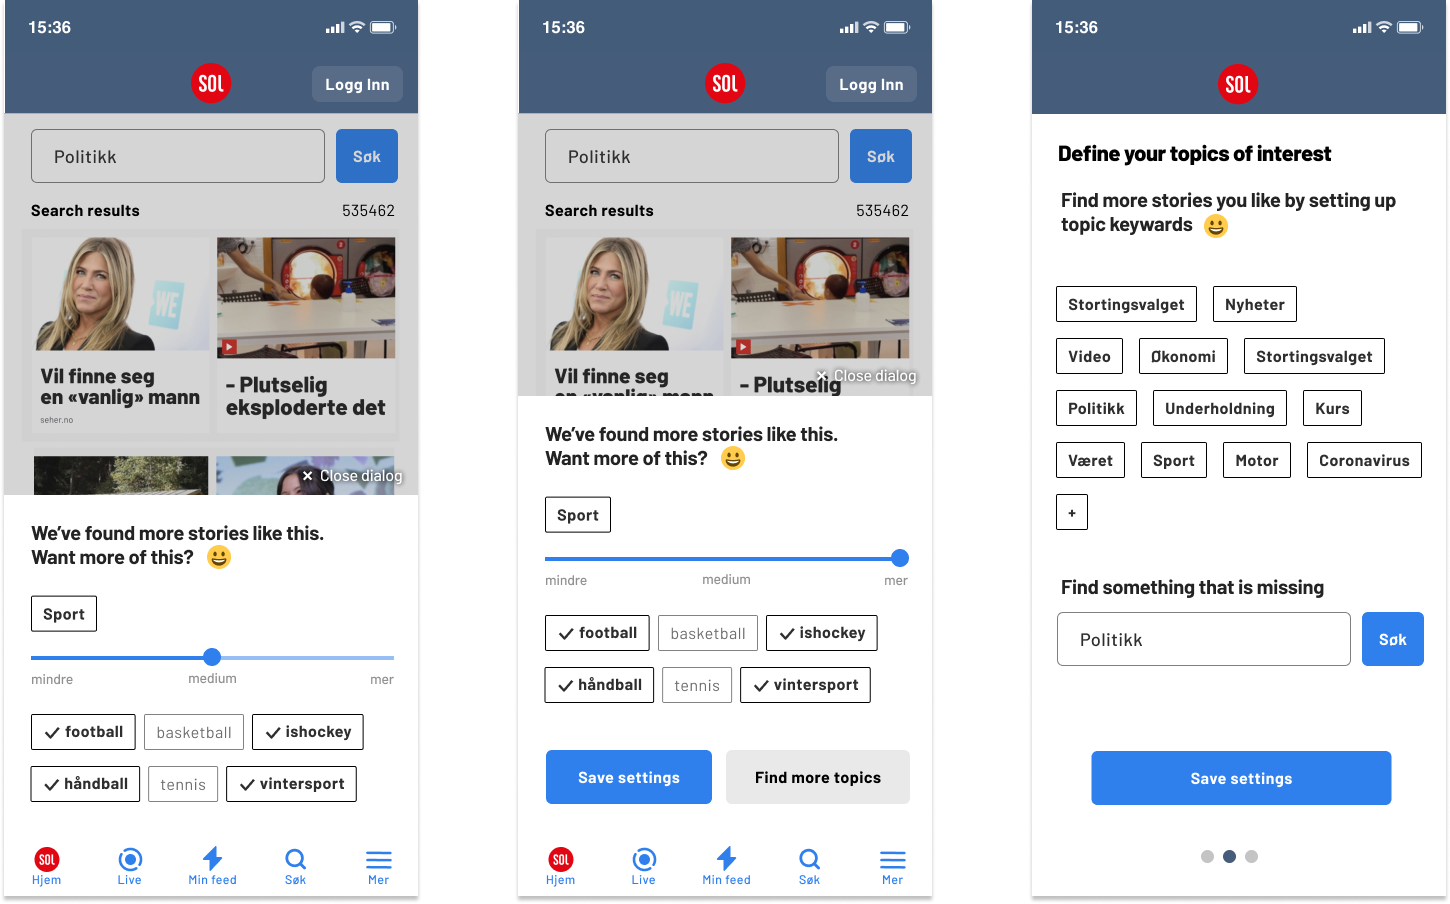 15:36
SOL
Logg Inn
Politikk
Søk
Search results
535462
WE
Vil finne seg
en «vanlig» mann
seher.no
- Plutselig
eksploderte det
× Close dialog
We've found more stories like this.
Want more of this? 😀
Sport
mindre
medium
mer
✓ football
basketball
✓ ishockey
✓ håndball
tennis
✓ vintersport
SOL
Hjem
Live
Min feed
Søk
Mer
15:36
SOL
Logg Inn
Politikk
Søk
Search results
535462
WE
Vil finne seg
en «vanlig» mann
- Plutselig
eksploderte det
× Close dialog
We've found more stories like this.
Want more of this? 😀
Sport
mindre
medium
mer
✓ football
basketball
✓ ishockey
✓ håndball
tennis
✓ vintersport
Save settings
Find more topics
SOL
Hjem
Live
Min feed
Søk
Mer
15:36
SOL
Define your topics of interest
Find more stories you like by setting up
topic keywards 😀
Stortingsvalget
Nyheter
Video
Økonomi
Stortingsvalget
Politikk
Underholdning
Kurs
Været
Sport
Motor
Coronavirus
+
Find something that is missing
Politikk
Søk
Save settings